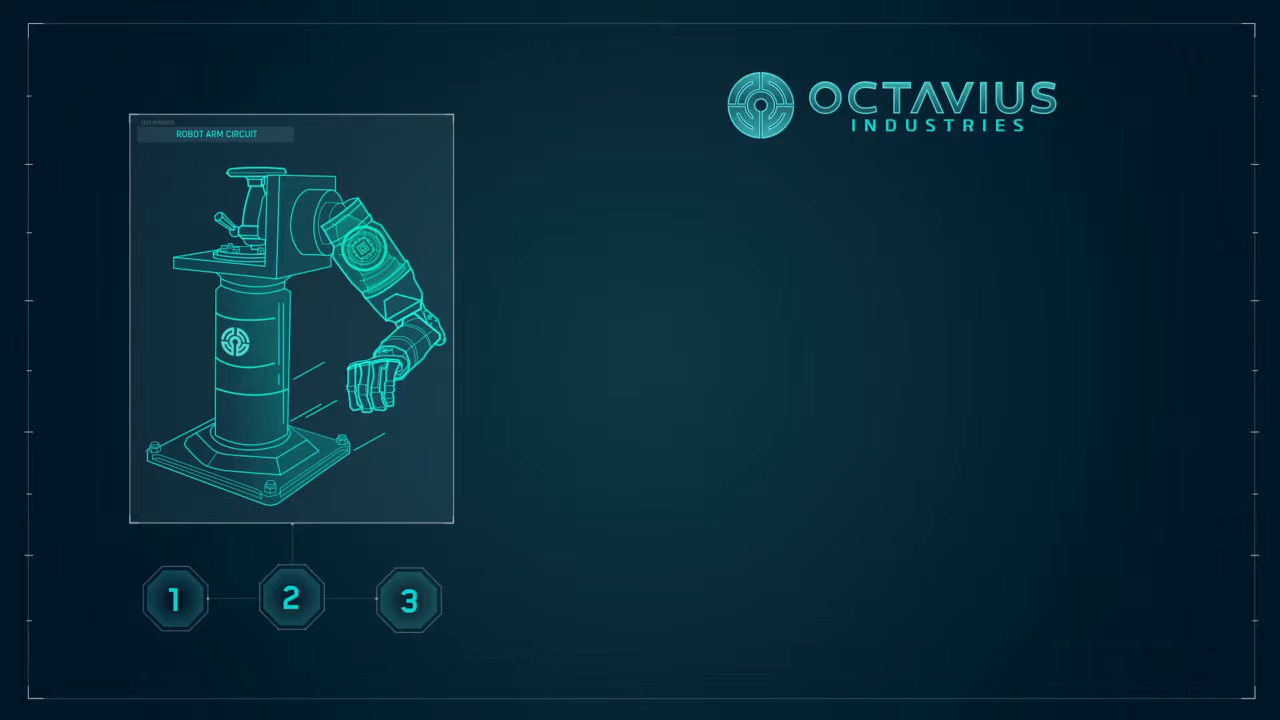 OCTAVIUS
INDUSTRIES
ROBOT ARM CIRCUIT
1
2
3